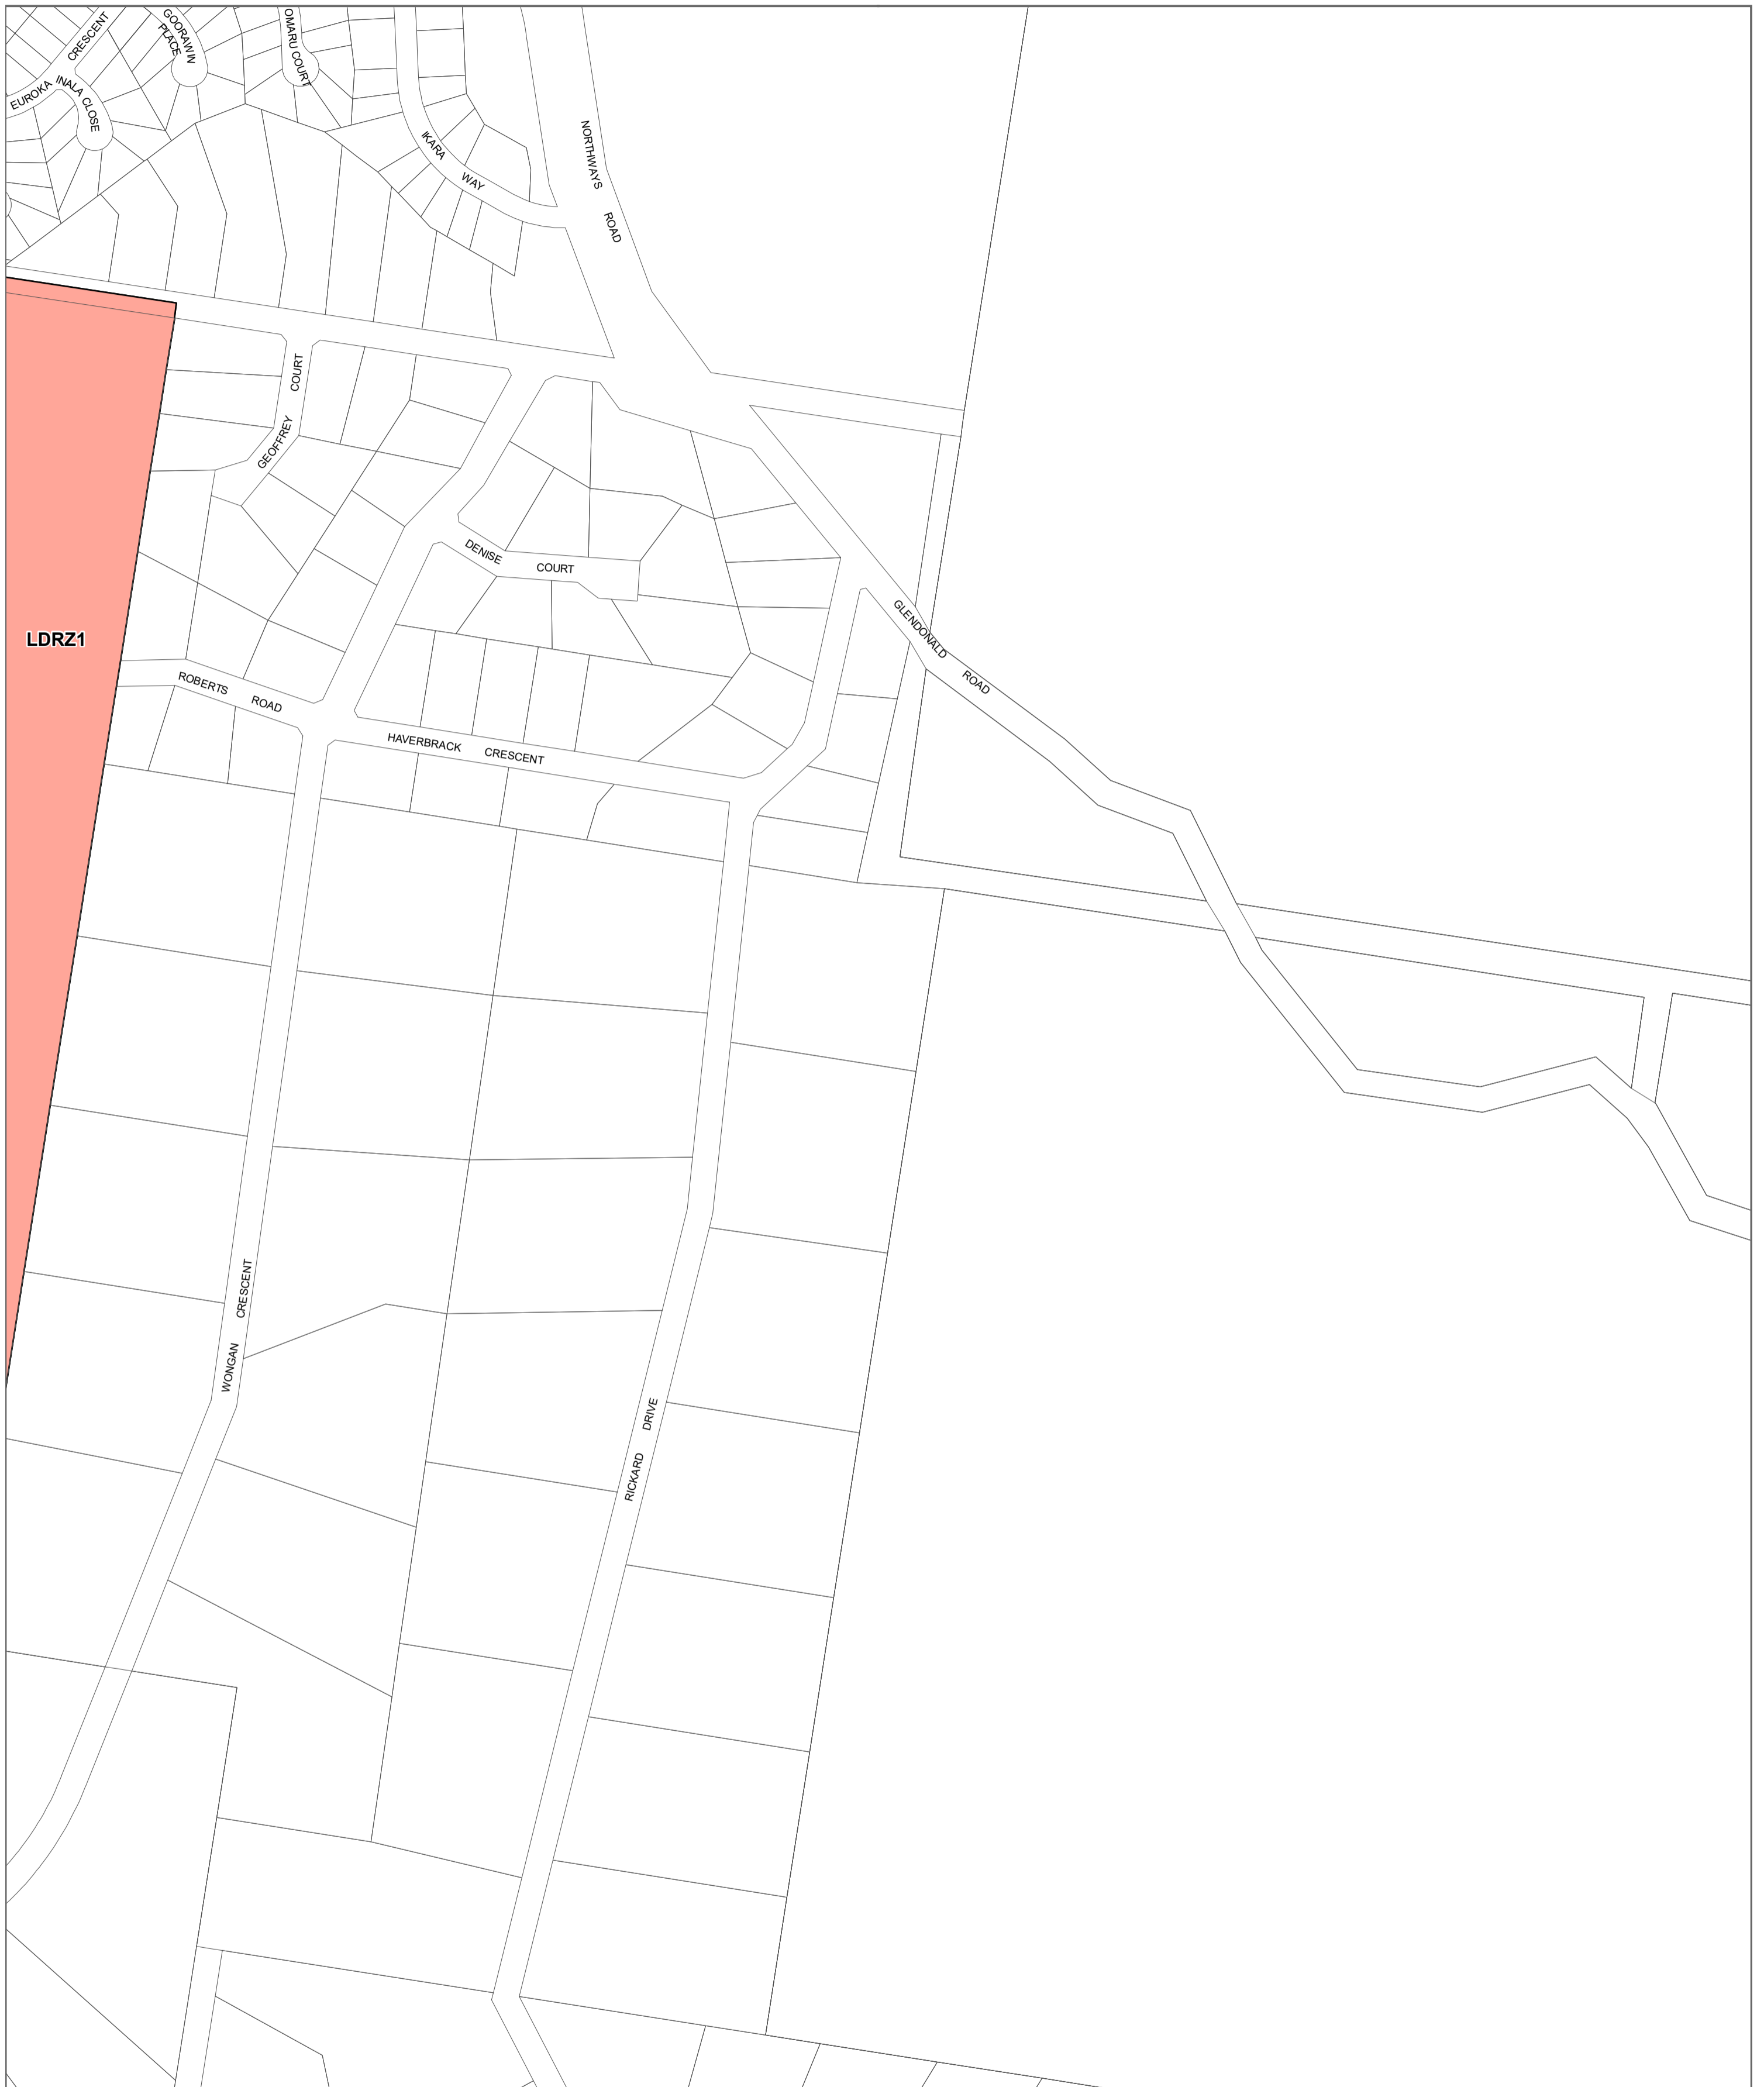 EUROKA CRESCENT
INALA CLOSE
GOORAWIN
PLACE
OMARU COURT
IKARA WAY
NORTHWAYS ROAD
GEOFFREY COURT
DENISE COURT
GLENDONALD ROAD
LDRZ1
ROBERTS ROAD
HAVERBRACK CRESCENT
WONGAN CRESCENT
RICKARD DRIVE